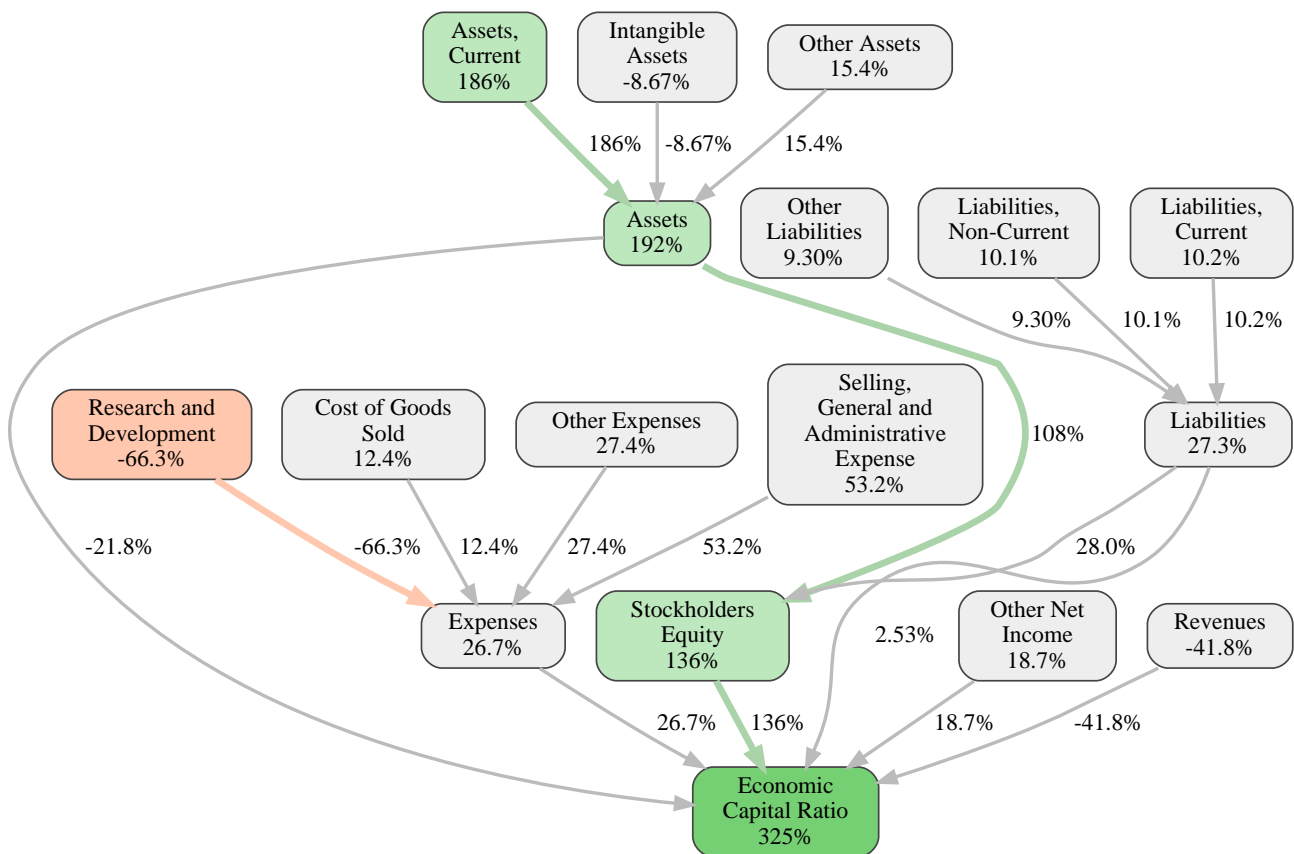 Assets,
Current
186%
Intangible
Assets
-8.67%
Other Assets
15.4%
186%
-8.67%
15.4%
Assets
192%
Other
Liabilities
9.30%
Liabilities,
Non-Current
10.1%
Liabilities,
Current
10.2%
9.30%
10.1%
10.2%
Research and
Development
-66.3%
Cost of Goods
Sold
12.4%
Other Expenses
27.4%
Selling,
General and
Administrative
Expense
53.2%
108%
Liabilities
27.3%
-21.8%
-66.3%
12.4%
27.4%
53.2%
28.0%
Expenses
26.7%
Stockholders
Equity
136%
2.53%
Other Net
Income
18.7%
Revenues
-41.8%
26.7%
136%
18.7%
-41.8%
Economic
Capital Ratio
325%